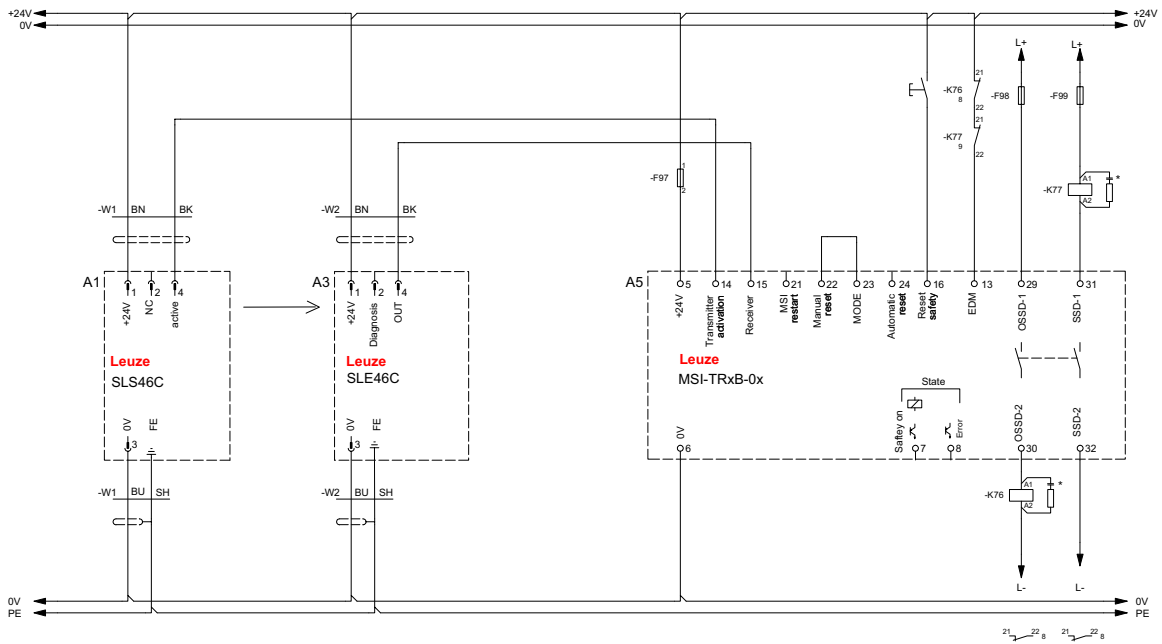 +24V
+24V
0V
0V
L+
L+
21
-K76
8
22
-F98
-F99
21
-K77
9
22
1
-F97
2
A1
*
-K77
A2
-W1 BN BK
-W2 BN BK
A1
1 2 4
+24V
NC
active
Leuze
SLS46C
0V
FE
3
A3
1 2 4
+24V
Diagnosis
OUT
Leuze
SLE46C
0V
FE
3
A5
5 14 15 21 22 23 24 16 13 29 31
+24V
Transmitter
activation
Receiver
MSI
restart
Manual
reset
MODE
Automatic
reset
Reset
safety
EDM
OSSD-1
SSD-1
Leuze
MSI-TRxB-0x
State
Saftey on
Error
OSSD-2
SSD-2
0V
6 7 8 30 32
-W1 BU SH
-W2 BU SH
A1
*
-K76
A2
L-
L-
0V
0V
PE
PE
21 22 8
21 22 8